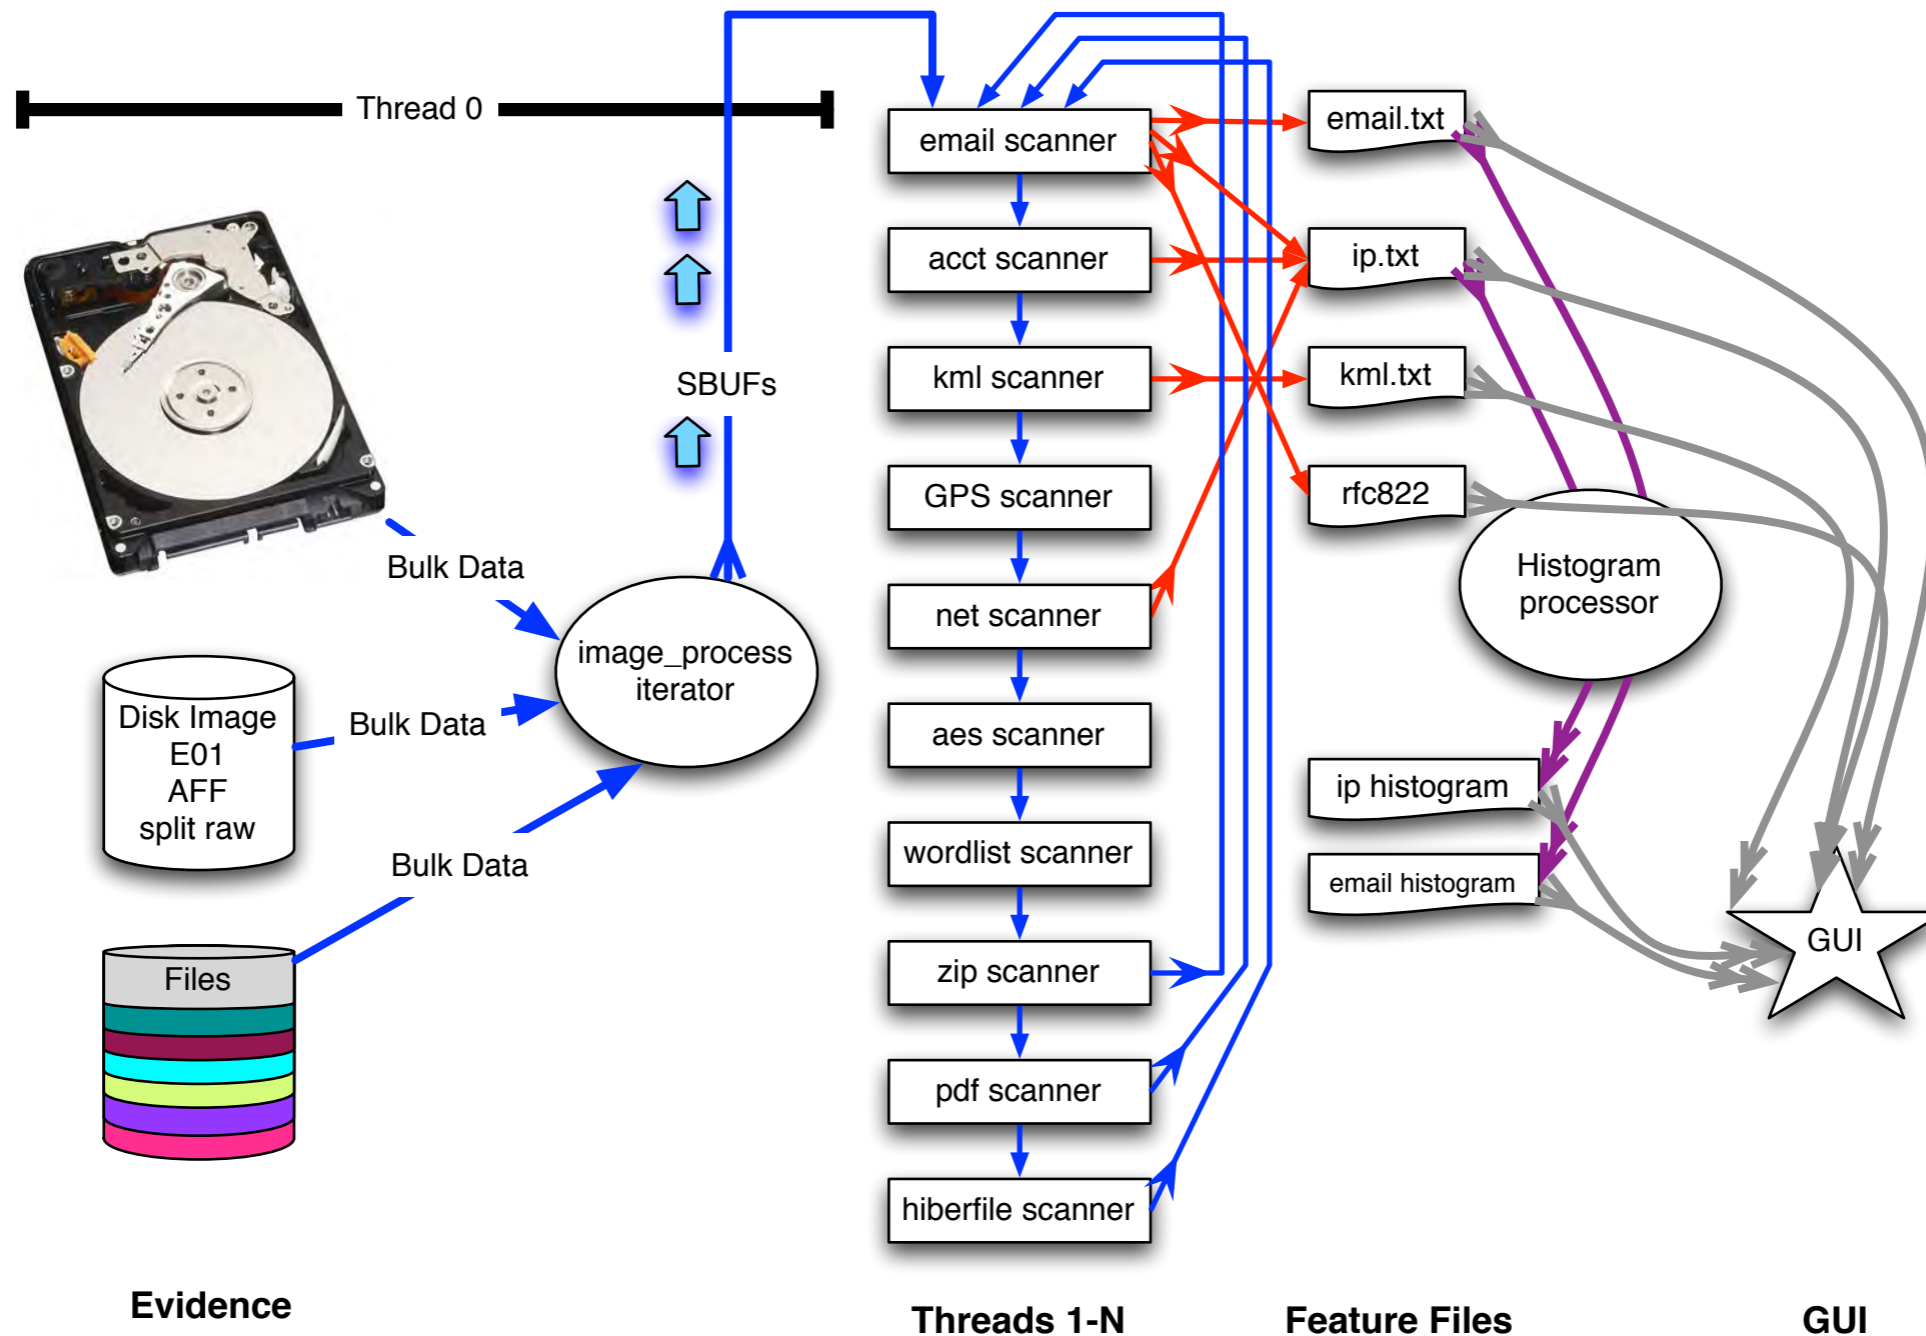 Thread 0
SBUFs
Bulk Data
Bulk Data
Bulk Data
Disk Image
E01
AFF
split raw
Files
image_process
iterator
email scanner
acct scanner
kml scanner
GPS scanner
net scanner
aes scanner
wordlist scanner
zip scanner
pdf scanner
hiberfile scanner
email.txt
ip.txt
kml.txt
rfc822
Histogram
processor
ip histogram
email histogram
GUI
Evidence
Threads 1-N
Feature Files
GUI